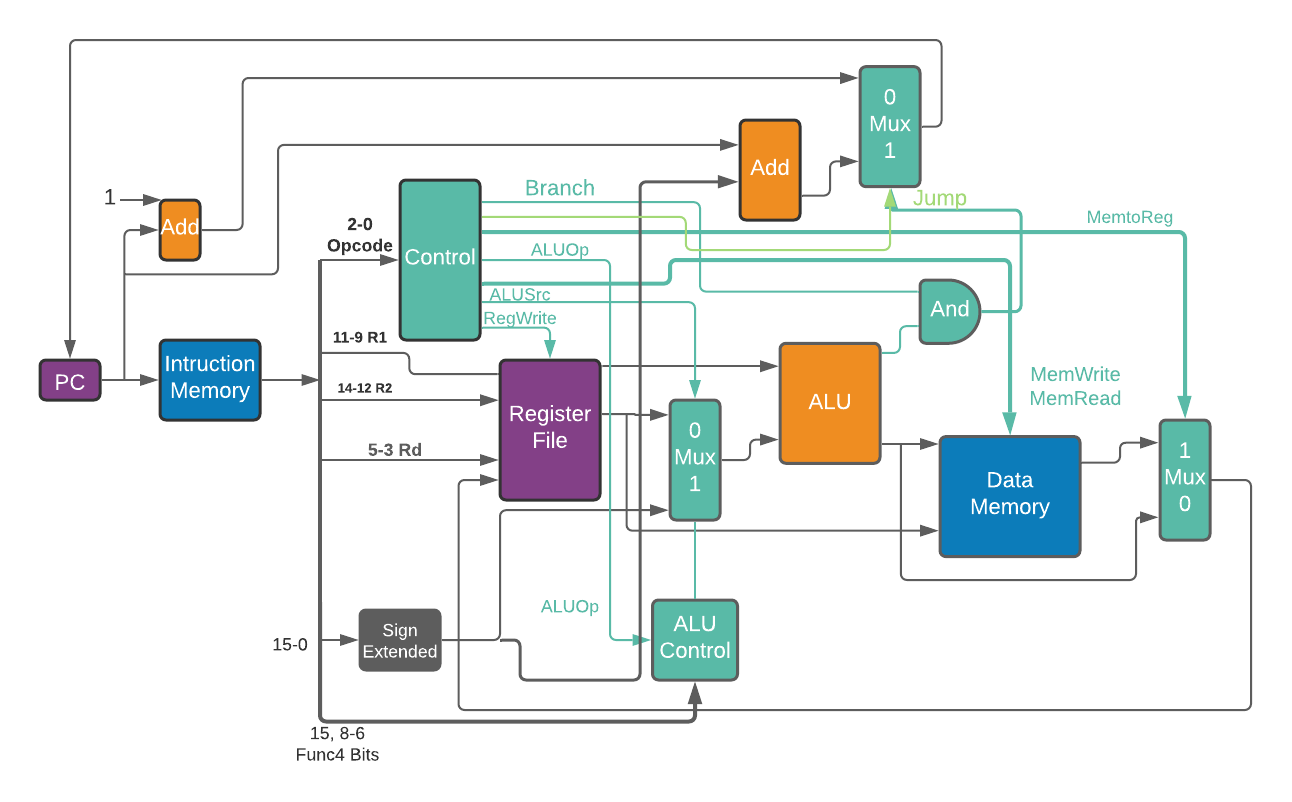 0
Mux
1
Add
Branch
1
Jump
MemtoReg
2-0
Opcode
Add
Control
ALUOp
ALUSrc
RegWrite
And
11-9 R1
PC
Intruction
Memory
14-12 R2
Register
File
0
Mux
1
ALU
MemWrite
MemRead
5-3 Rd
Data
Memory
1
Mux
0
ALUOp
15-0
Sign
Extended
ALU
Control
15, 8-6
Func4 Bits